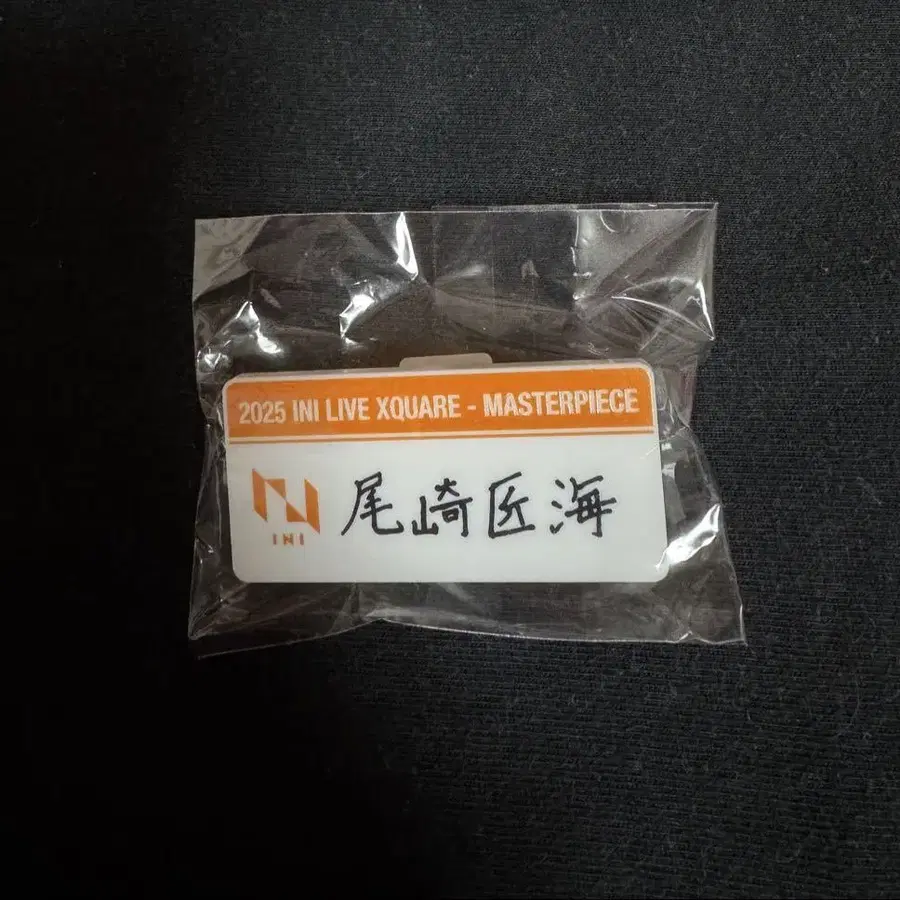 2025 INI LIVE XQUARE - MASTERPIECE
尾崎匠海
INI